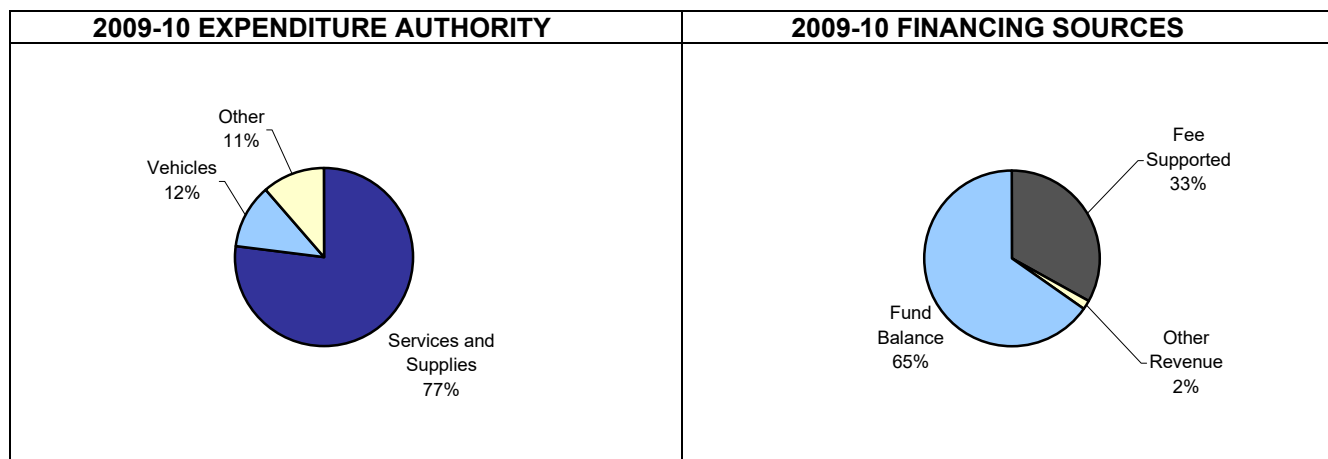 2009-10 EXPENDITURE AUTHORITY
Other
11%
Vehicles
12%
Services and
Supplies
77%
2009-10 FINANCING SOURCES
Fee
Supported
33%
Fund
Balance
65%
Other
Revenue
2%